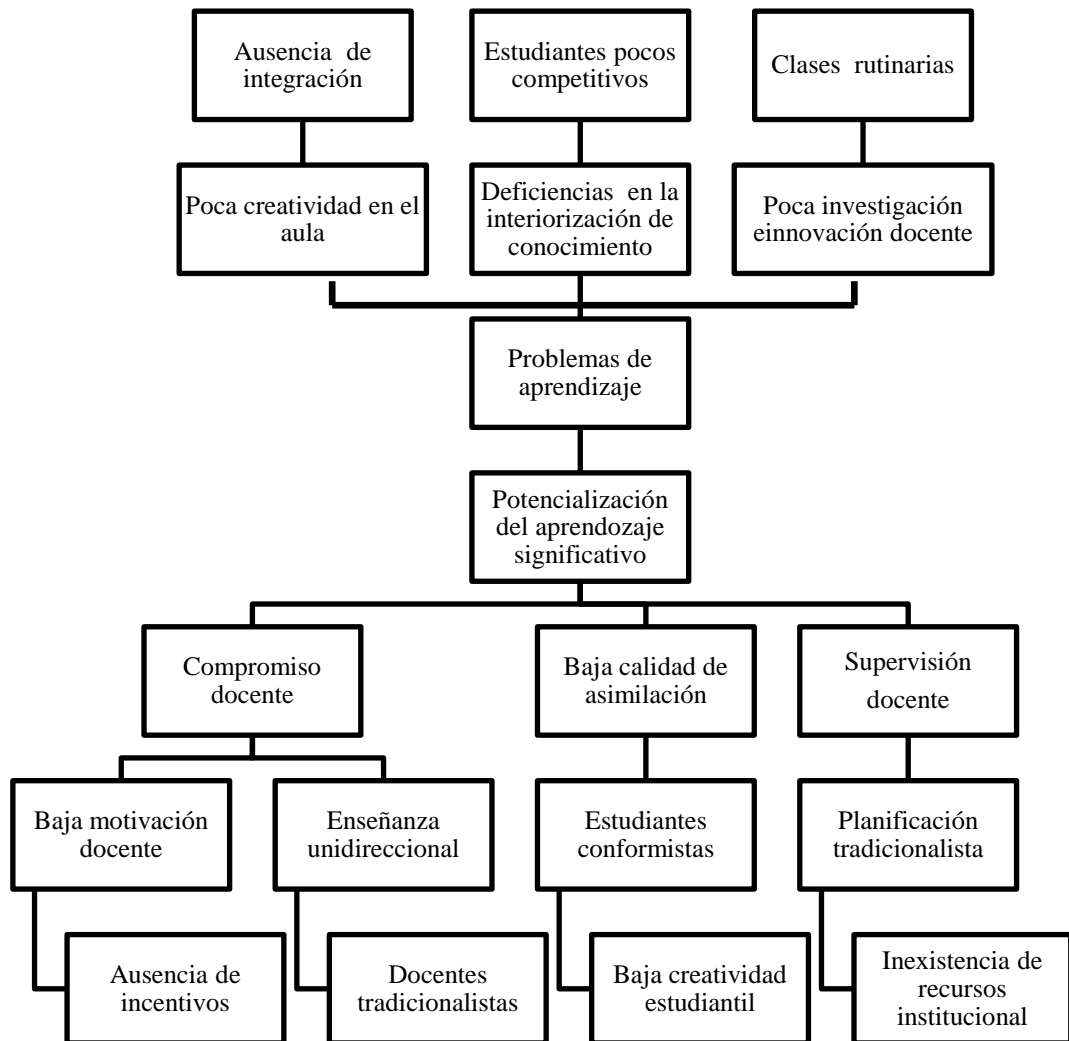 Ausencia de
integración
Estudiantes pocos
competitivos
Clases rutinarias
Poca creatividad en el
aula
Deficiencias en la
interiorización de
conocimiento
Poca investigación
einnovación docente
Problemas de
aprendizaje
Potencialización
del aprendozaje
significativo
Compromiso
docente
Baja calidad de
asimilación
Supervisión
docente
Baja motivación
docente
Enseñanza
unidireccional
Estudiantes
conformistas
Planificación
tradicionalista
Ausencia de
incentivos
Docentes
tradicionalistas
Baja creatividad
estudiantil
Inexistencia de
recursos
institucional